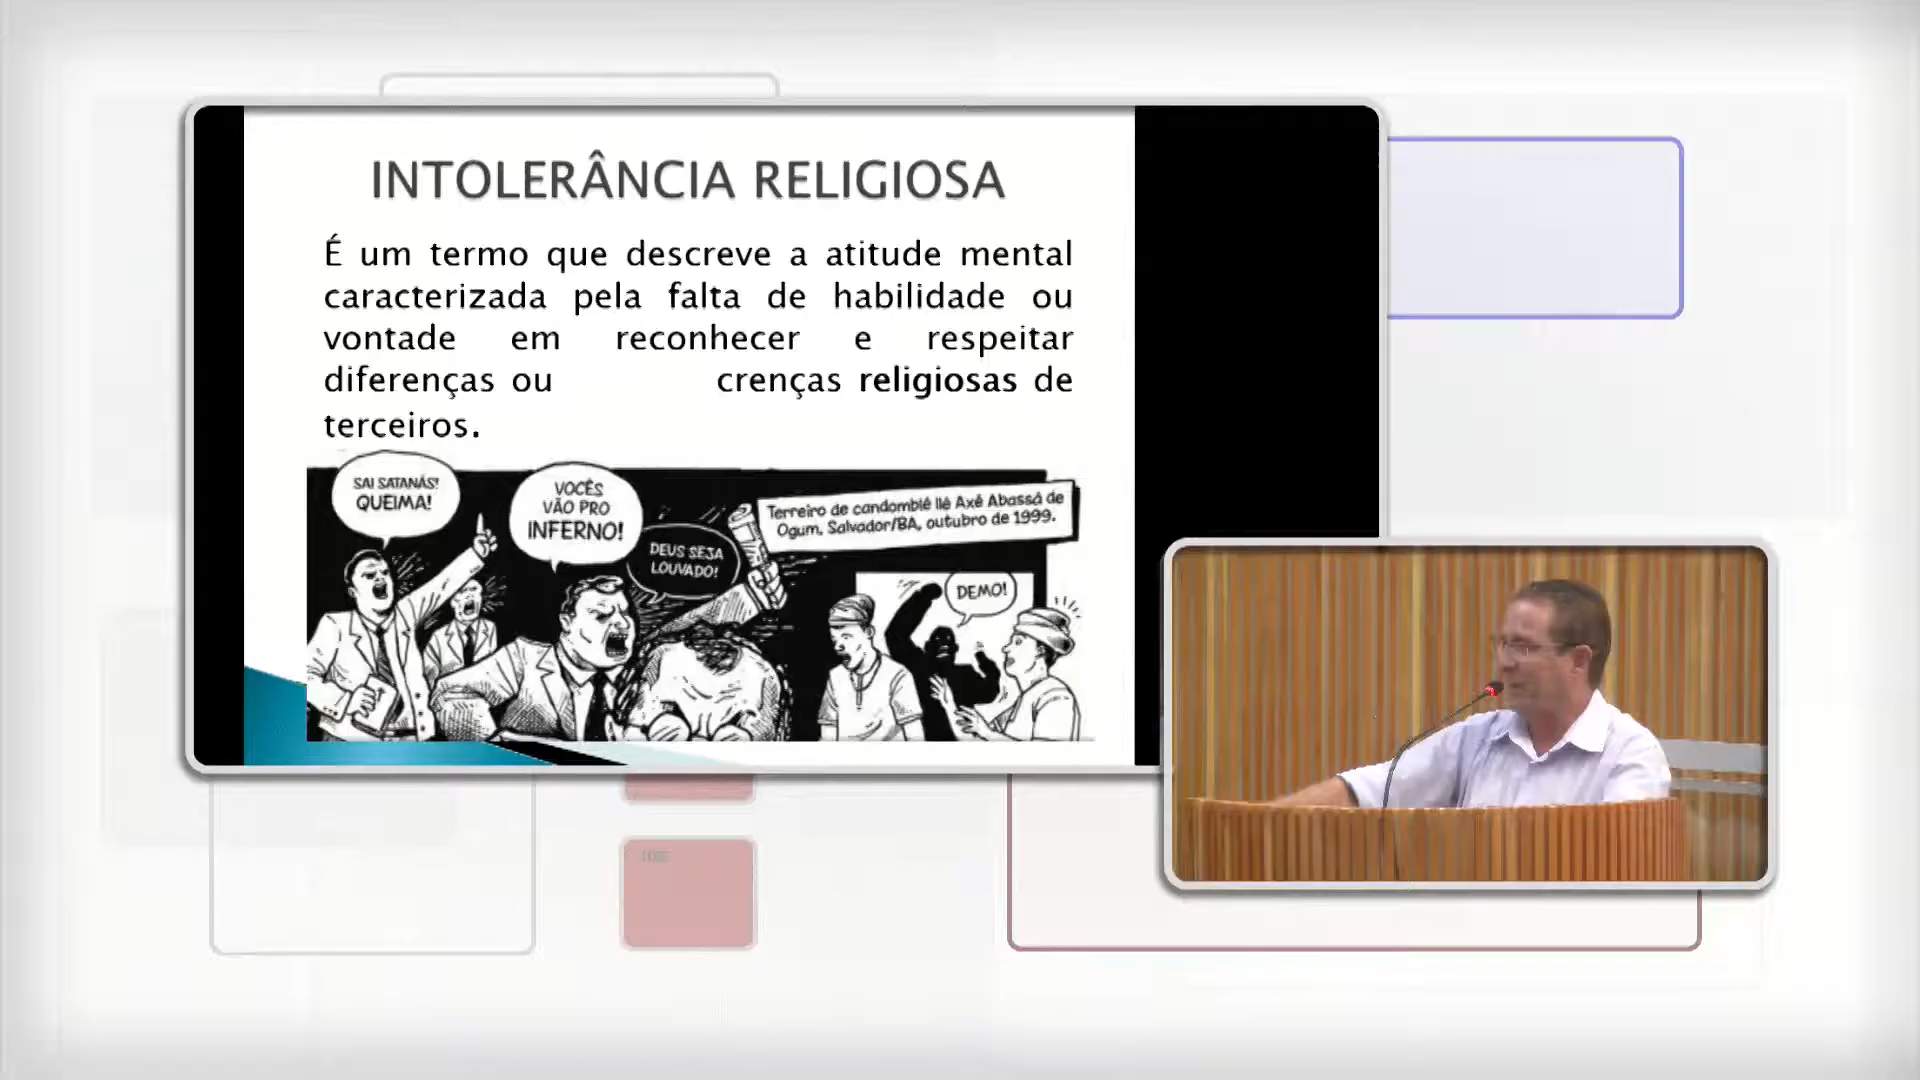 INTOLERÂNCIA RELIGIOSA
É um termo que descreve a atitude mental
caracterizada pela falta de habilidade ou
vontade em reconhecer e respeitar
diferenças ou crenças religiosas de
terceiros.
SAI SATANÁS!
QUEIMA!
VOCÊS
VÃO PRO
INFERNO!
DEUS SEJA
LOUVADO!
Terreiro de candomblé Ilê Axé Abassá de
Ogum, Salvador/BA, outubro de 1999.
DEMO!